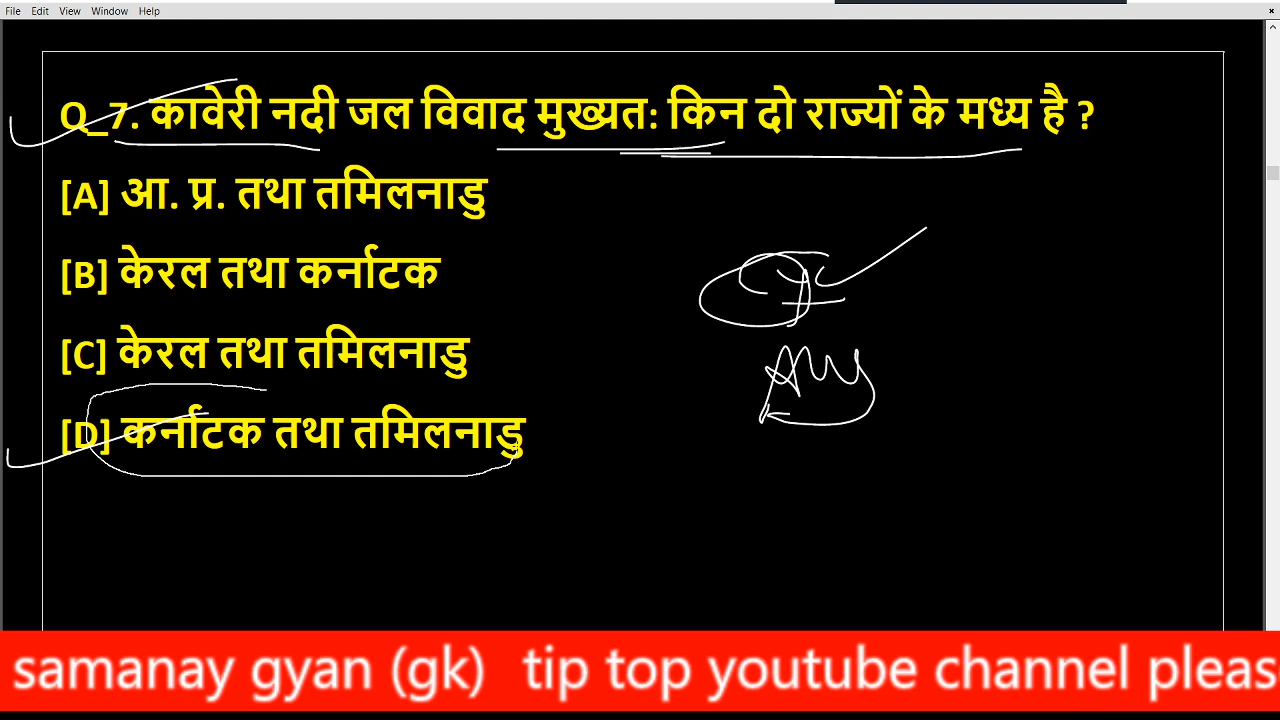 File Edit View Window Help
Q_7. कावेरी नदी जल विवाद मुख्यतः किन दो राज्यों के मध्य है ?
[A] आ. प्र. तथा तमिलनाडु
[B] केरल तथा कर्नाटक
[C] केरल तथा तमिलनाडु
[D] कर्नाटक तथा तमिलनाडु
samanay gyan (gk) tip top youtube channel pleas